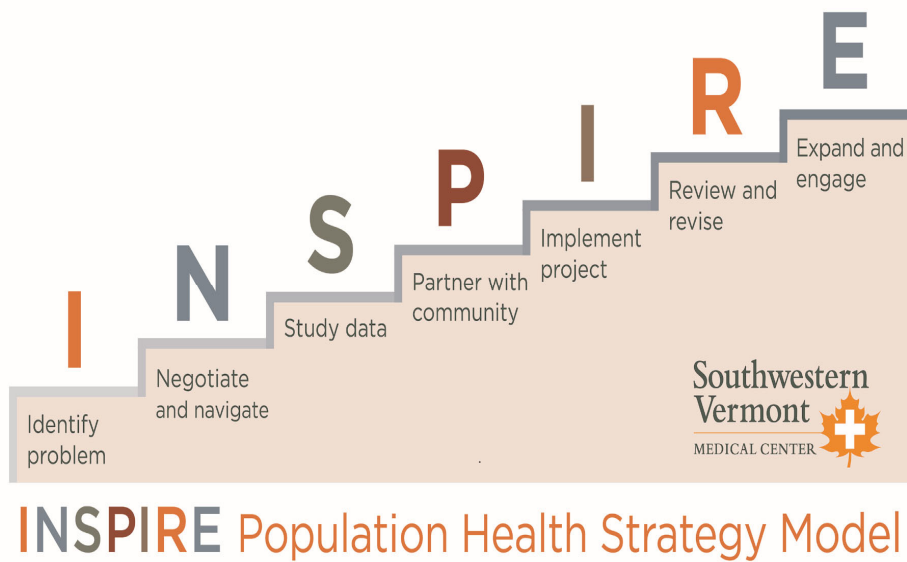 I N S P I R E
Identify
problem
Negotiate
and navigate
Study data
Partner with
community
Implement
project
Review and
revise
Expand and
engage
Southwestern
Vermont
MEDICAL CENTER
INSPIRE Population Health Strategy Model